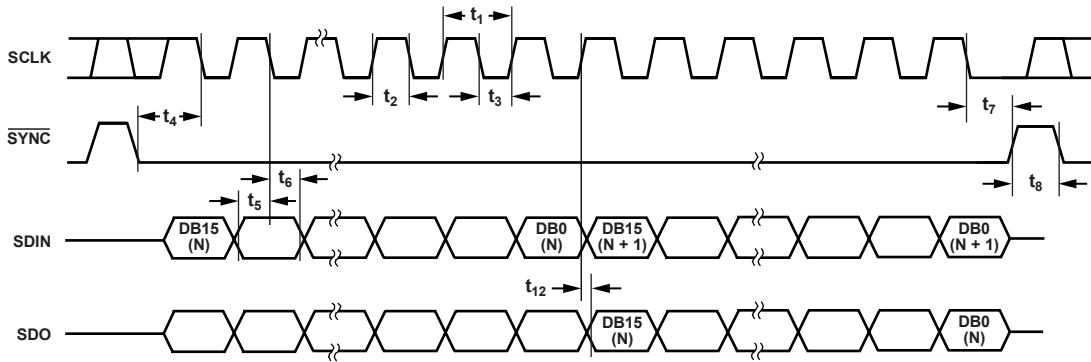 t1
SCLK
t2
t3
t4
t7
SYNC
t6
t8
t5
SDIN
DB15
(N)
DB0
(N)
DB15
(N + 1)
DB0
(N + 1)
t12
SDO
DB15
(N)
DB0
(N)